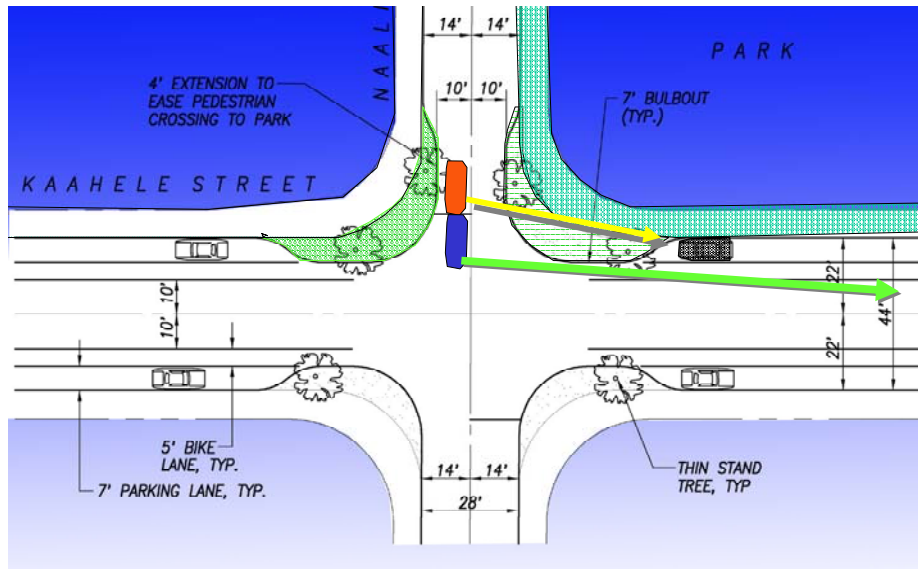 14'
14'
NAALI
PARK
4' EXTENSION TO
EASE PEDESTRIAN
CROSSING TO PARK
10'
10'
7' BULBOUT
(TYP.)
KAAHELE STREET
10'
10'
22'
22'
44'
5' BIKE
LANE, TYP.
7' PARKING LANE, TYP.
14'
14'
28'
THIN STAND
TREE, TYP